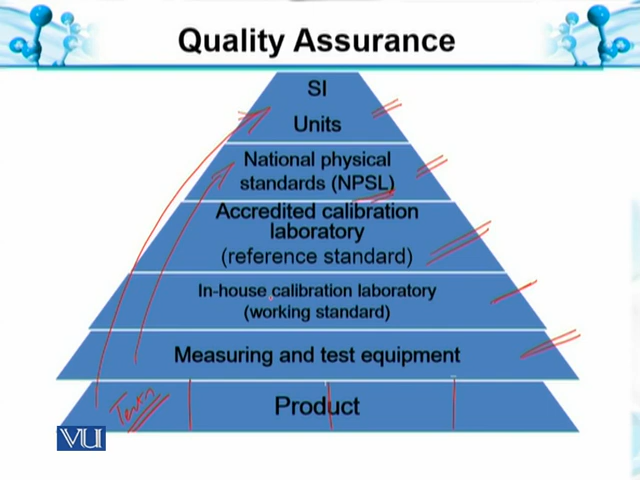 Quality Assurance
SI
Units
National physical
standards (NPSL)
Accredited calibration
laboratory
(reference standard)
In-house calibration laboratory
(working standard)
Measuring and test equipment
Product
VU